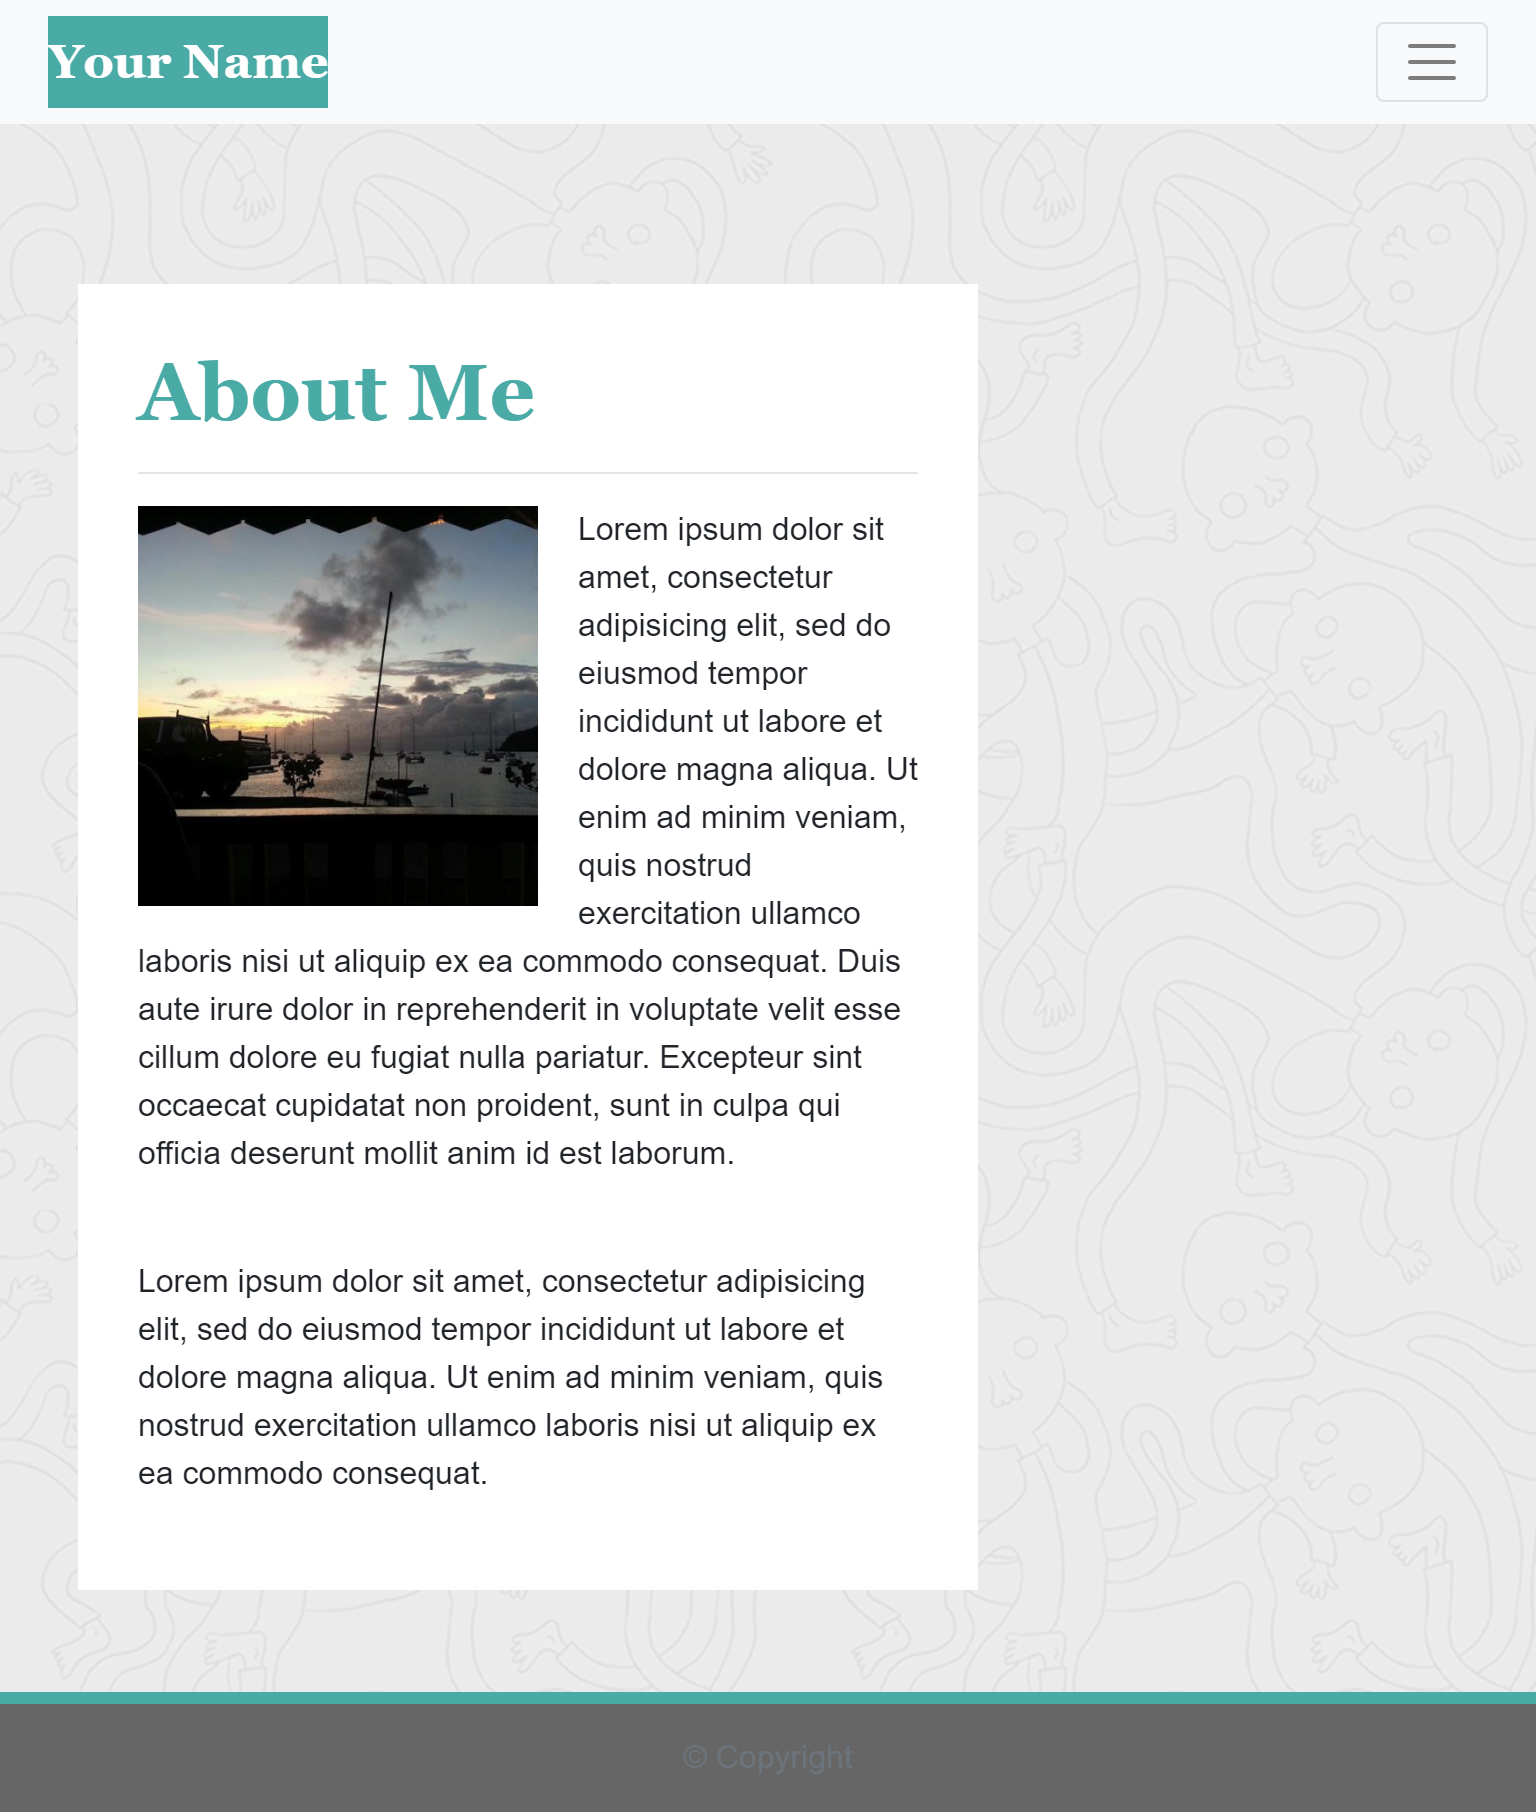 Your Name
About Me
Lorem ipsum dolor sit
amet, consectetur
adipisicing elit, sed do
eiusmod tempor
incididunt ut labore et
dolore magna aliqua. Ut
enim ad minim veniam,
quis nostrud
exercitation ullamco
laboris nisi ut aliquip ex ea commodo consequat. Duis
aute irure dolor in reprehenderit in voluptate velit esse
cillum dolore eu fugiat nulla pariatur. Excepteur sint
occaecat cupidatat non proident, sunt in culpa qui
officia deserunt mollit anim id est laborum.
Lorem ipsum dolor sit amet, consectetur adipisicing
elit, sed do eiusmod tempor incididunt ut labore et
dolore magna aliqua. Ut enim ad minim veniam, quis
nostrud exercitation ullamco laboris nisi ut aliquip ex
ea commodo consequat.
© Copyright